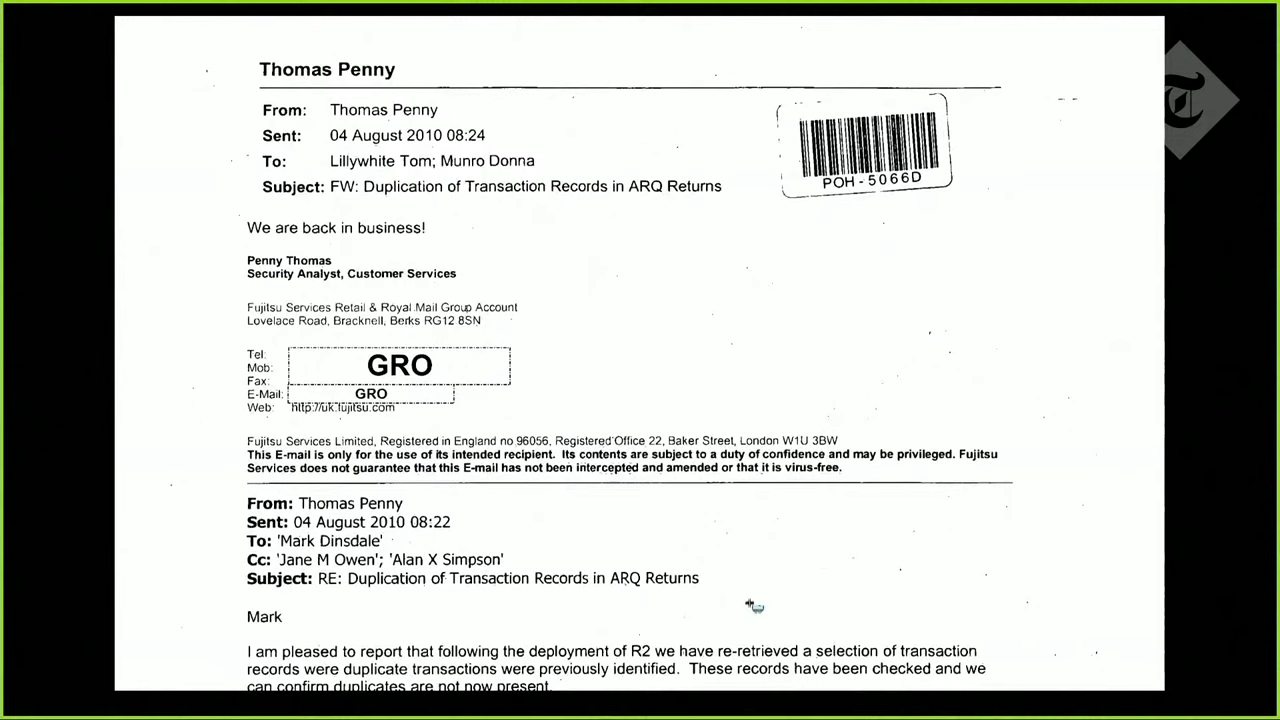 Thomas Penny
From: Thomas Penny
Sent: 04 August 2010 08:24
To: Lillywhite Tom; Munro Donna
Subject: FW: Duplication of Transaction Records in ARQ Returns
POH-5066D
We are back in business!
Penny Thomas
Security Analyst, Customer Services
Fujitsu Services Retail & Royal Mail Group Account
Lovelace Road, Bracknell, Berks RG12 8SN
Tel:
Mob:
Fax:
GRO
E-Mail: GRO
Web: http://uk.fujitsu.com
Fujitsu Services Limited, Registered in England no 96056, Registered Office 22, Baker Street, London W1U 3BW
This E-mail is only for the use of its intended recipient. Its contents are subject to a duty of confidence and may be privileged. Fujitsu
Services does not guarantee that this E-mail has not been intercepted and amended or that it is virus-free.
From: Thomas Penny
Sent: 04 August 2010 08:22
To: 'Mark Dinsdale'
Cc: 'Jane M Owen'; 'Alan X Simpson'
Subject: RE: Duplication of Transaction Records in ARQ Returns
Mark
I am pleased to report that following the deployment of R2 we have re-retrieved a selection of transaction
records were duplicate transactions were previously identified. These records have been checked and we
can confirm duplicates are not now present.
T